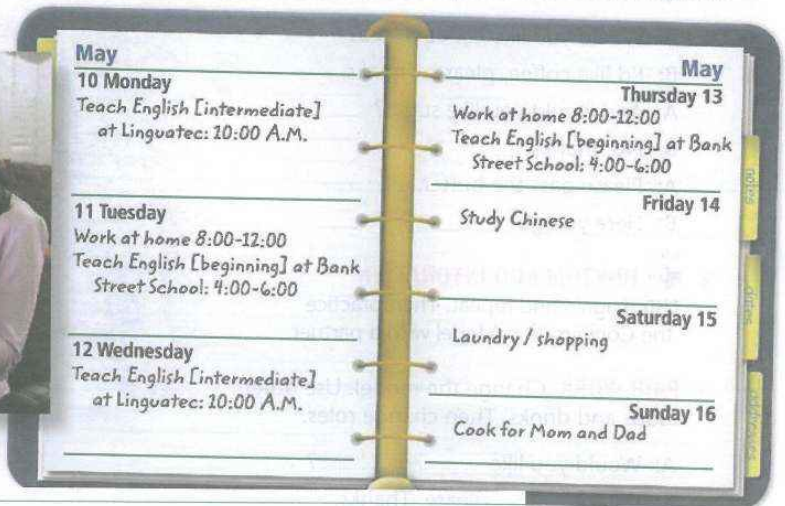 May
10 Monday
Teach English [intermediate]
at Linguatec: 10:00 A.M.
11 Tuesday
Work at home 8:00-12:00
Teach English [beginning] at Bank
Street School: 4:00-6:00
12 Wednesday
Teach English [intermediate]
at Linguatec: 10:00 A.M.
May
Thursday 13
Work at home 8:00-12:00
Teach English [beginning] at Bank
Street School: 4:00-6:00
Friday 14
Study Chinese
Saturday 15
Laundry / shopping
Sunday 16
Cook for Mom and Dad
notes
dates
addresses